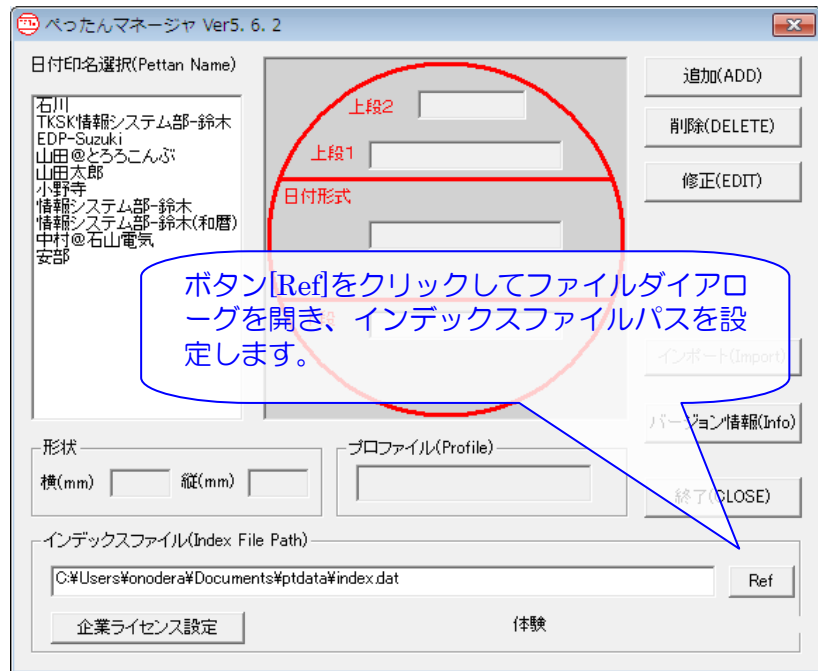 ぺったんマネージャ Ver5. 6. 2
日付印名選択(Pettan Name)
石川
TKSK情報システム部-鈴木
EDP-Suzuki
山田@とろろこんぶ
山田太郎
小野寺
情報システム部-鈴木
情報システム部-鈴木(和暦)
中村@石山電気
安部
上段2
上段1
日付形式
追加(ADD)
削除(DELETE)
修正(EDIT)
ボタン[Ref]をクリックしてファイルダイアロ
ーグを開き、インデックスファイルパスを設
定します。
インポート(Import)
バージョン情報(Info)
終了(CLOSE)
形状
横(mm)
縦(mm)
プロファイル(Profile)
インデックスファイル(Index File Path)
C:¥Users¥onodera¥Documents¥ptdata¥index.dat
Ref
企業ライセンス設定
体験